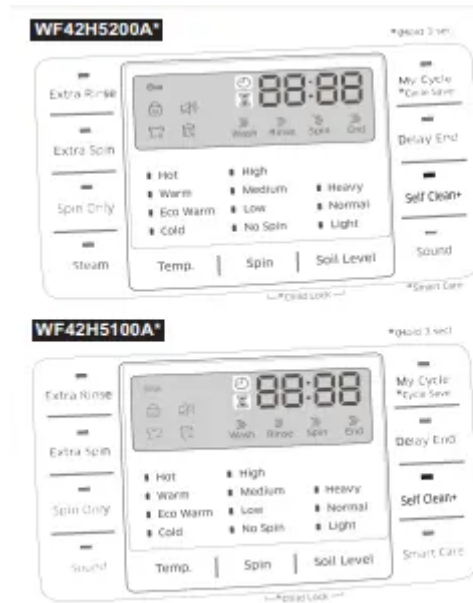 WF42H5200A*
*(Hold 3 sec)
Extra Rinse
Extra Spin
Spin Only
Steam
88:88
Wash Rinse Spin End
Hot
Warm
Eco Warm
Cold
High
Medium
Low
No Spin
Heavy
Normal
Light
Temp. | Spin | Soil Level
*Child Lock
My Cycle
*Cycle Save
Delay End
Self Clean+
Sound
*Smart Care
WF42H5100A*
*(Hold 3 sec)
Extra Rinse
Extra Spin
Spin Only
Sound
88:88
Wash Rinse Spin End
Hot
Warm
Eco Warm
Cold
High
Medium
Low
No Spin
Heavy
Normal
Light
Temp. | Spin | Soil Level
*Child Lock
My Cycle
*Cycle Save
Delay End
Self Clean+
Smart Care